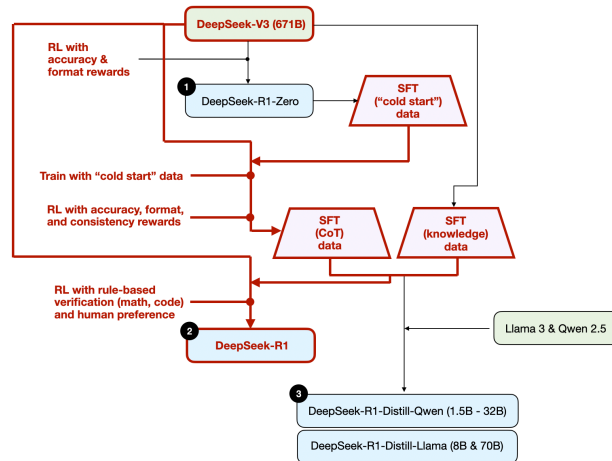 DeepSeek-V3 (671B)
RL with
accuracy &
format rewards
1
DeepSeek-R1-Zero
SFT
(“cold start”)
data
Train with “cold start” data
RL with accuracy, format,
and consistency rewards
SFT
(CoT)
data
SFT
(knowledge)
data
RL with rule-based
verification (math, code)
and human preference
2
DeepSeek-R1
Llama 3 & Qwen 2.5
3
DeepSeek-R1-Distill-Qwen (1.5B - 32B)
DeepSeek-R1-Distill-Llama (8B & 70B)